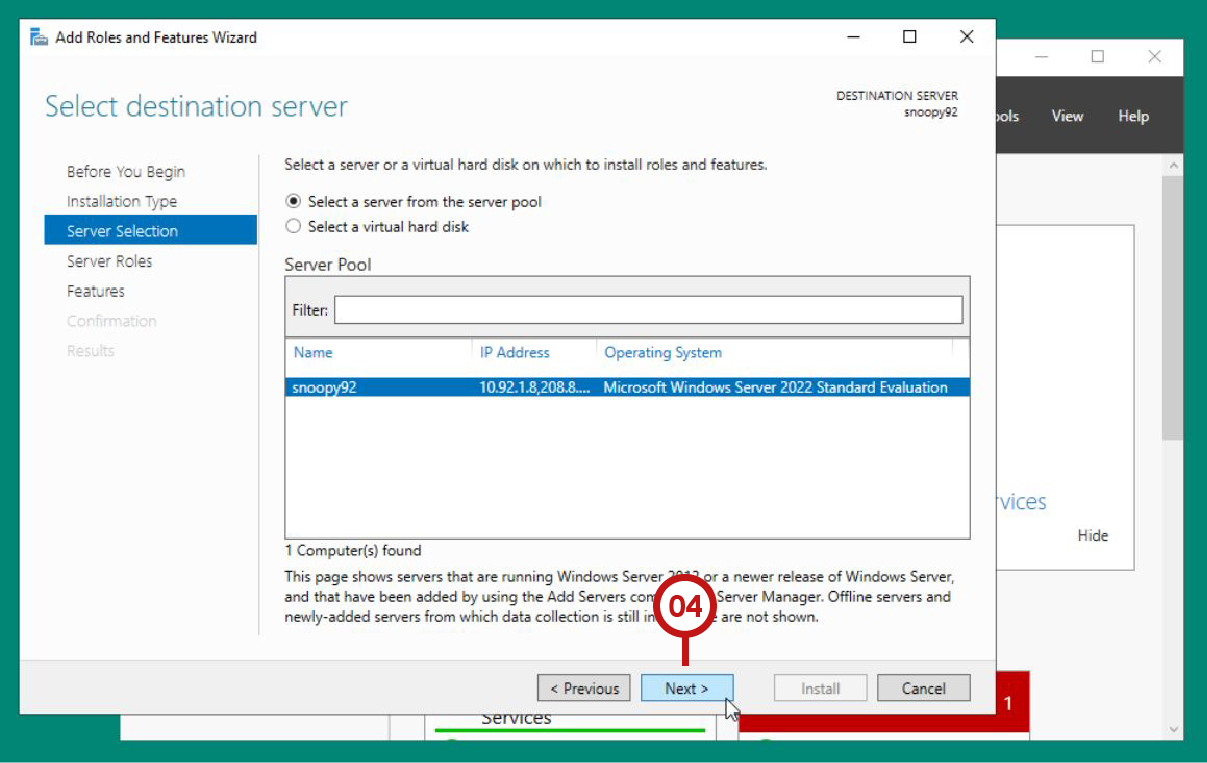 Add Roles and Features Wizard
Select destination server
DESTINATION SERVER
snoopy92
ools View Help
Before You Begin
Installation Type
Server Selection
Server Roles
Features
Confirmation
Results
Select a server or a virtual hard disk on which to install roles and features.
Select a server from the server pool
Select a virtual hard disk
Server Pool
Filter:
Name IP Address Operating System
snoopy92 10.92.1.8,208.8.... Microsoft Windows Server 2022 Standard Evaluation
1 Computer(s) found
This page shows servers that are running Windows Server or a newer release of Windows Server,
and that have been added by using the Add Servers com Server Manager. Offline servers and
newly-added servers from which data collection is still in e are not shown.
04
< Previous Next > Install Cancel
vices
Hide
Services
1